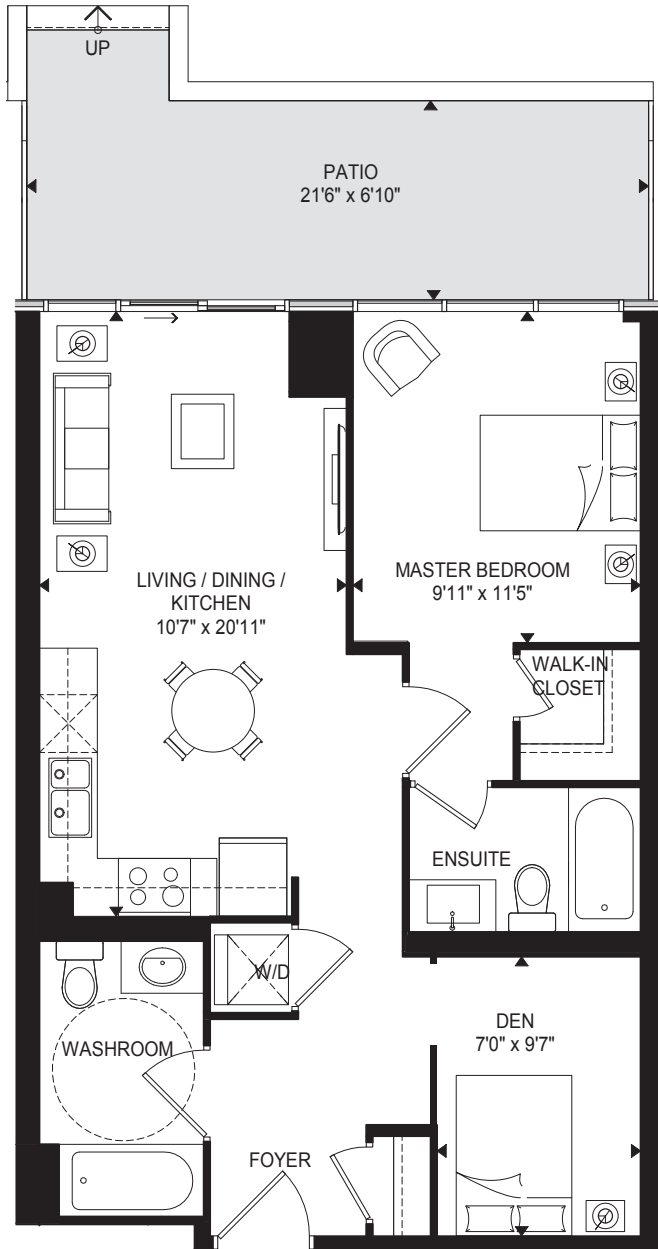 UP
PATIO
21'6" x 6'10"
LIVING / DINING /
KITCHEN
10'7" x 20'11"
MASTER BEDROOM
9'11" x 11'5"
WALK-IN
CLOSET
ENSUITE
W/D
DEN
7'0" x 9'7"
WASHROOM
FOYER